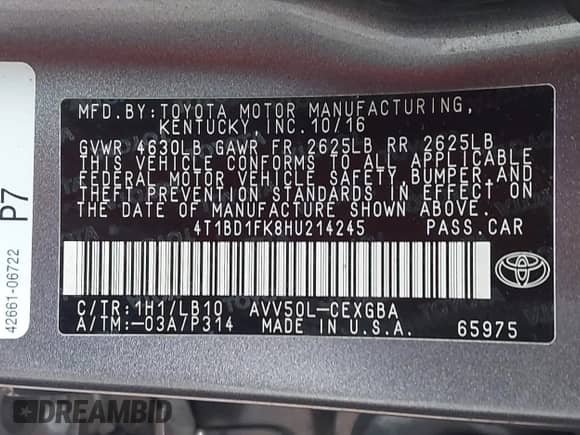 MFD.BY:TOYOTA MOTOR MANUFACTURING,
KENTUCKY,INC.10/16
GVWR 4630LB GAWR FR 2625LB RR 2625LB
THIS VEHICLE CONFORMS TO ALL APPLICABLE
FEDERAL MOTOR VEHICLE SAFETY,BUMPER,AND
THEFT PREVENTION STANDARDS IN EFFECT ON
THE DATE OF MANUFACTURE SHOWN ABOVE.
4T1BD1FK8HU214245 PASS.CAR
C/TR:1H1/LB10 AVV50L-CEXGBA
A/TM:-03A/P314 MADE IN U.S.A. 65975
TOYOTA
42661-06722 P7
DREAMBID